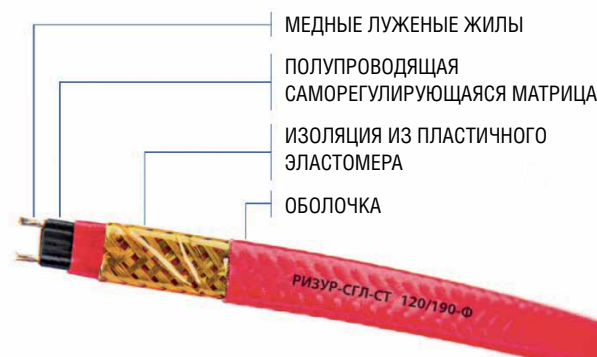 МЕДНЫЕ ЛУЖЕНЫЕ ЖИЛЫ
ПОЛУПРОВОДЯЩАЯ
САМОРЕГУЛИРУЮЩАЯСЯ МАТРИЦА
ИЗОЛЯЦИЯ ИЗ ПЛАСТИЧНОГО
ЭЛАСТОМЕРА
ОБОЛОЧКА
РИЗУР-СГЛ-СТ 120/190-Ф